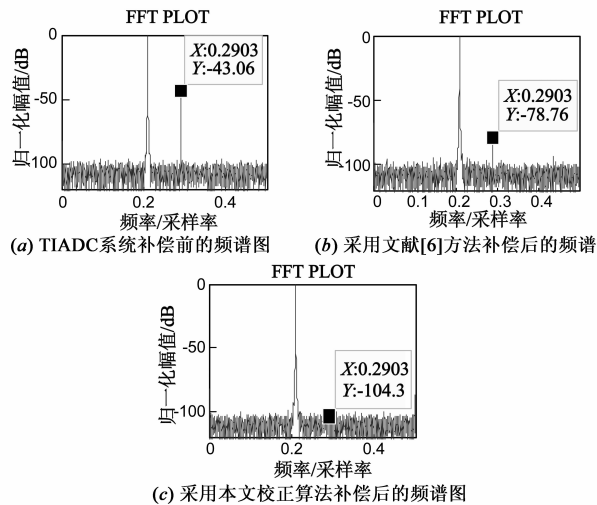 FFT PLOT
0
-50
-100
归一化幅值/dB
X:0.2903
Y:-43.06
0 0.2 0.4
频率/采样率
(a) TIADC系统补偿前的频谱图
FFT PLOT
0
-50
-100
归一化幅值/dB
X:0.2903
Y:-78.76
0 0.1 0.2 0.3 0.4 0.5
频率/采样率
(b) 采用文献[6]方法补偿后的频谱
FFT PLOT
0
-50
-100
归一化幅值/dB
X:0.2903
Y:-104.3
0 0.2 0.4
频率/采样率
(c) 采用本文校正算法补偿后的频谱图